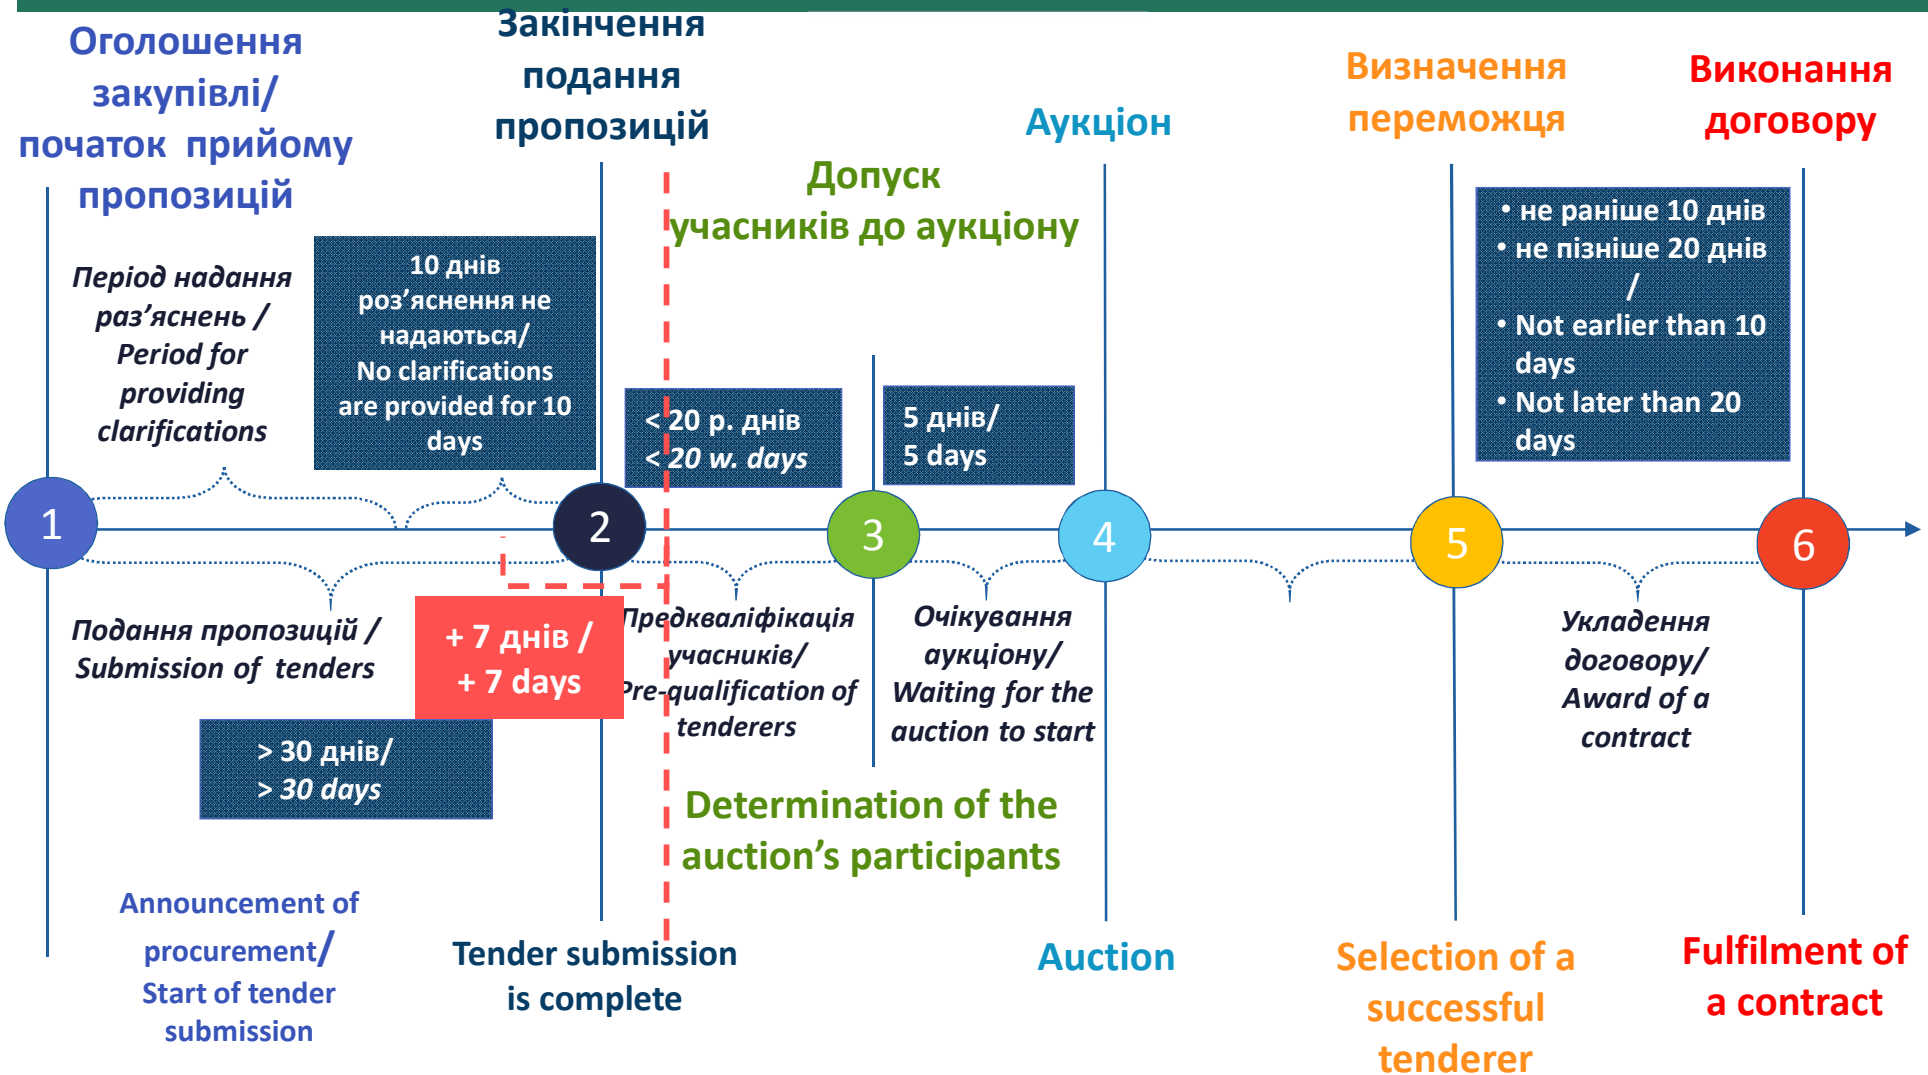 Оголошення
закупівлі/
початок прийому
пропозицій
Закінчення
подання
пропозицій
Допуск
учасників до аукціону
Аукціон
Визначення
переможця
Виконання
договору
Період надання
раз’яснень /
Period for
providing
clarifications
10 днів
роз’яснення не
надаються/
No clarifications
are provided for 10
days
< 20 р. днів
< 20 w. days
5 днів/
5 days
• не раніше 10 днів
• не пізніше 20 днів
/
• Not earlier than 10
days
• Not later than 20
days
1
2
3
4
5
6
Подання пропозицій /
Submission of tenders
+ 7 днів /
+ 7 days
Предкваліфікація
учасників/
Pre-qualification of
tenderers
Очікування
аукціону/
Waiting for the
auction to start
Укладення
договору/
Award of a
contract
> 30 днів/
> 30 days
Determination of the
auction’s participants
Announcement of
procurement/
Start of tender
submission
Tender submission
is complete
Auction
Selection of a
successful
tenderer
Fulfilment of
a contract